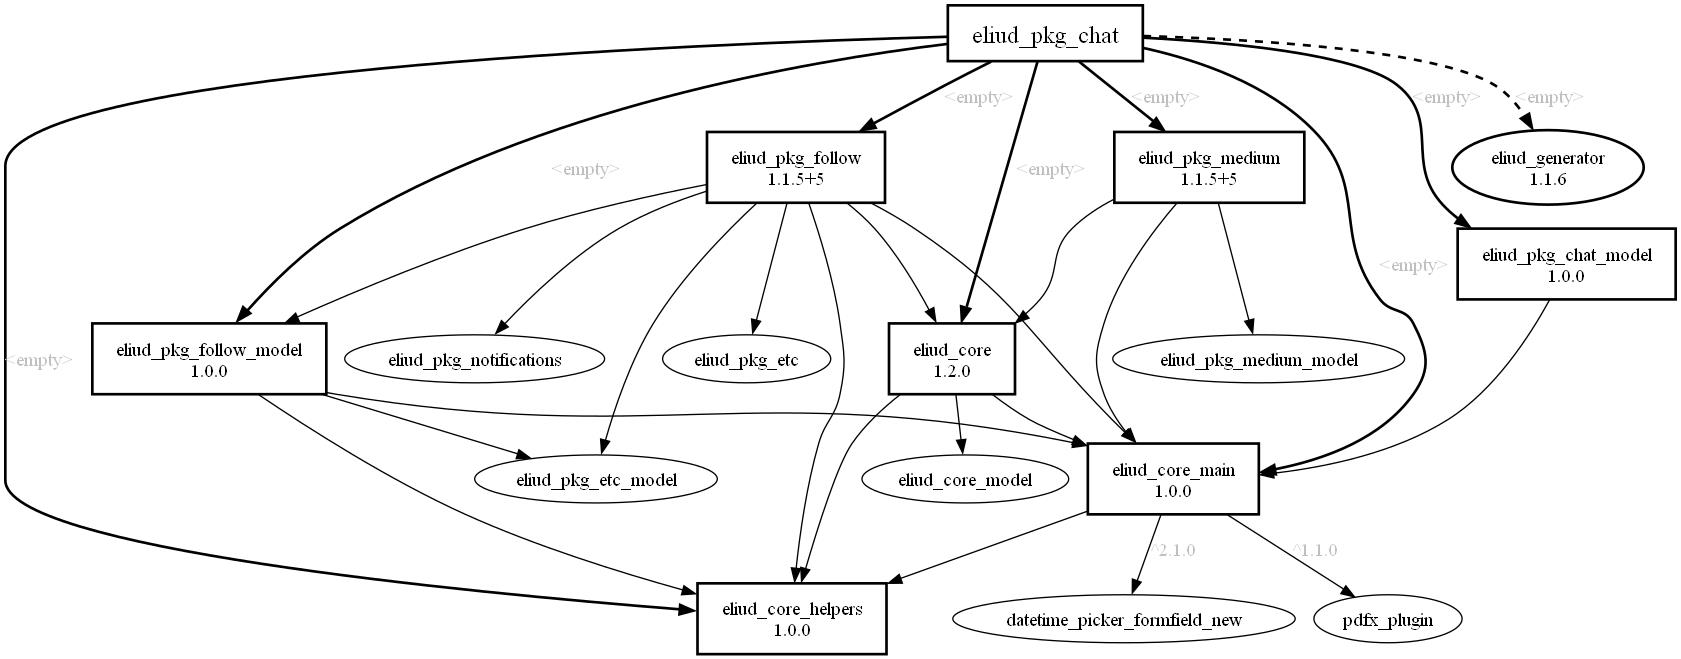 eliud_pkg_chat
<empty>
<empty>
<empty>
<empty>
eliud_pkg_follow
1.1.5+5
eliud_pkg_medium
1.1.5+5
eliud_generator
1.1.6
<empty>
<empty>
eliud_pkg_chat_model
1.0.0
<empty>
eliud_pkg_follow_model
1.0.0
eliud_pkg_notifications
eliud_pkg_etc
eliud_core
1.2.0
eliud_pkg_medium_model
<empty>
eliud_pkg_etc_model
eliud_core_model
eliud_core_main
1.0.0
^2.1.0
^1.1.0
eliud_core_helpers
1.0.0
datetime_picker_formfield_new
pdfx_plugin